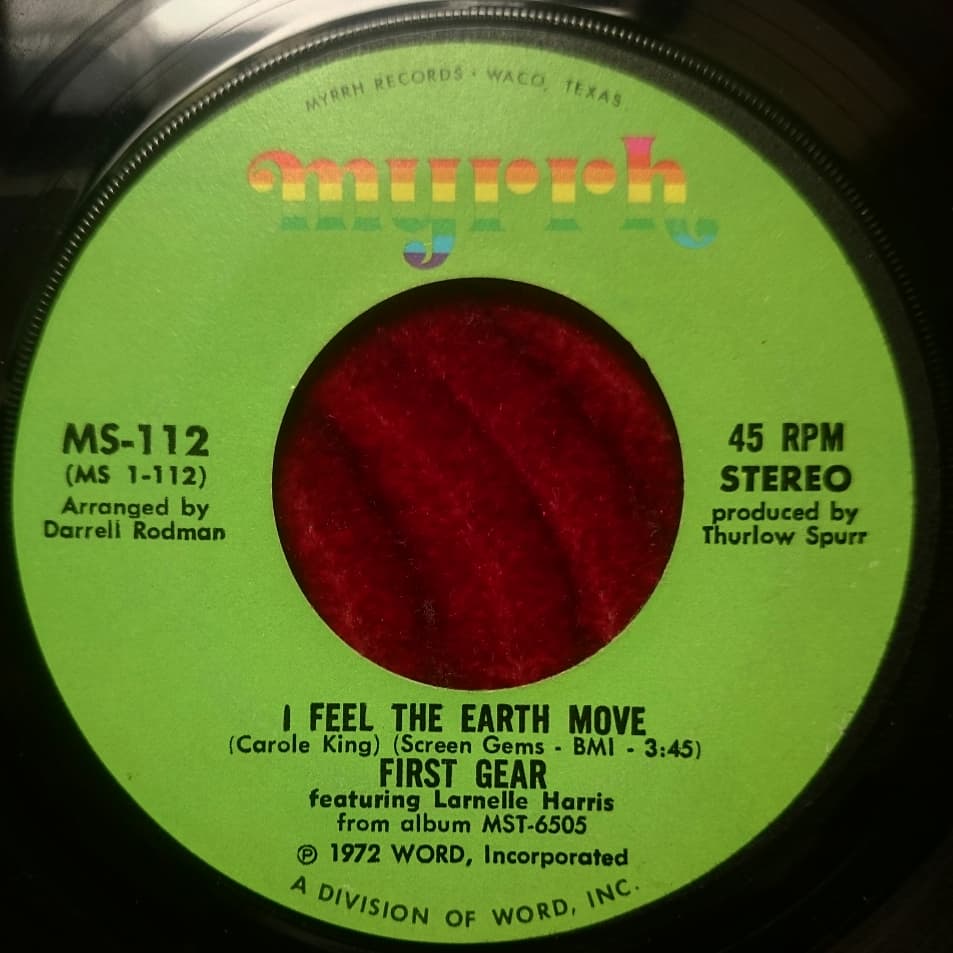 MYRRH RECORDS · WACO, TEXAS
myrrh
MS-112
(MS 1-112)
Arranged by
Darrell Rodman
45 RPM
STEREO
produced by
Thurlow Spurr
I FEEL THE EARTH MOVE
(Carole King) (Screen Gems - BMI - 3:45)
FIRST GEAR
featuring Larnelle Harris
from album MST-6505
℗ 1972 WORD, Incorporated
A DIVISION OF WORD, INC.